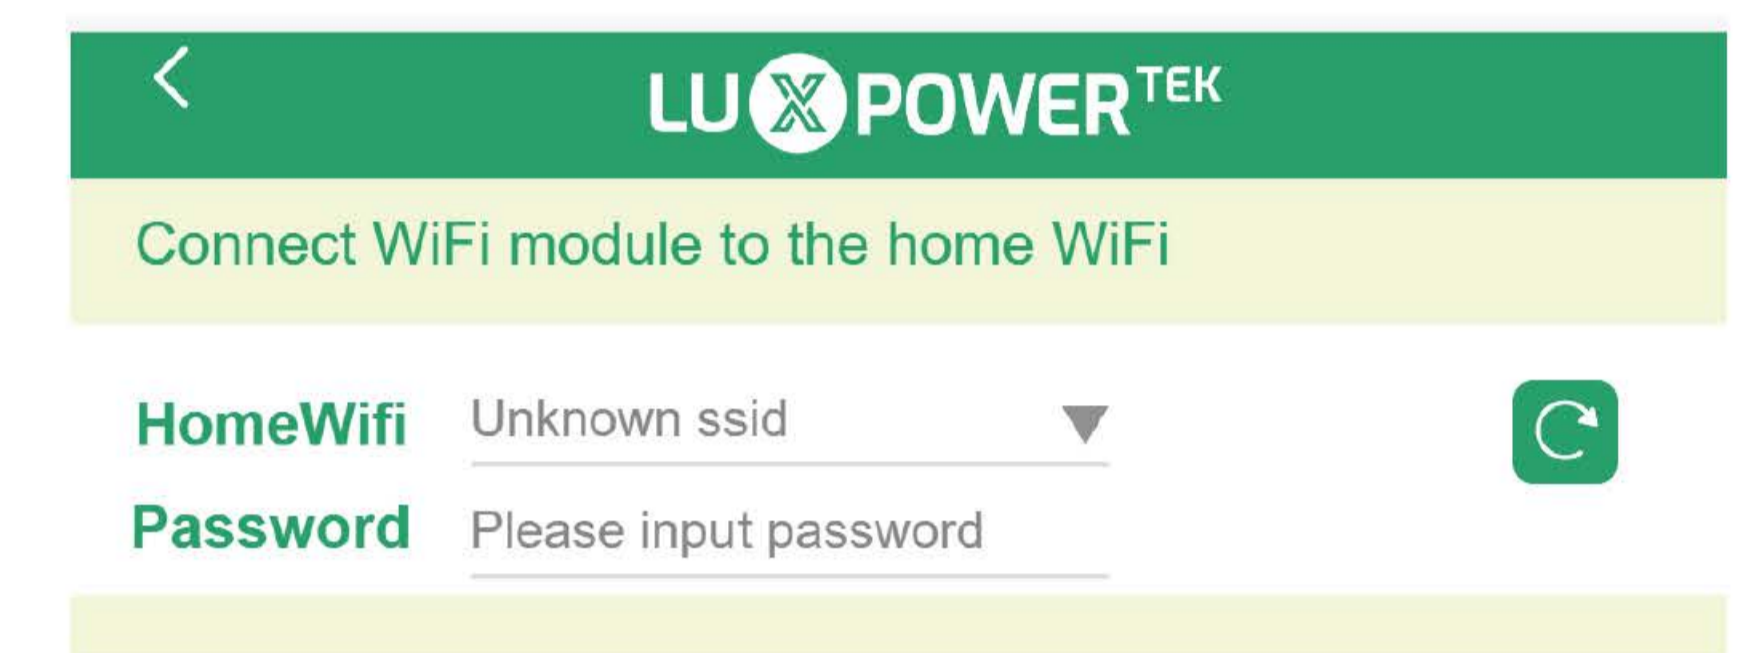 LUXPOWERTEK
Connect WiFi module to the home WiFi
HomeWifi Unknown ssid
Password Please input password